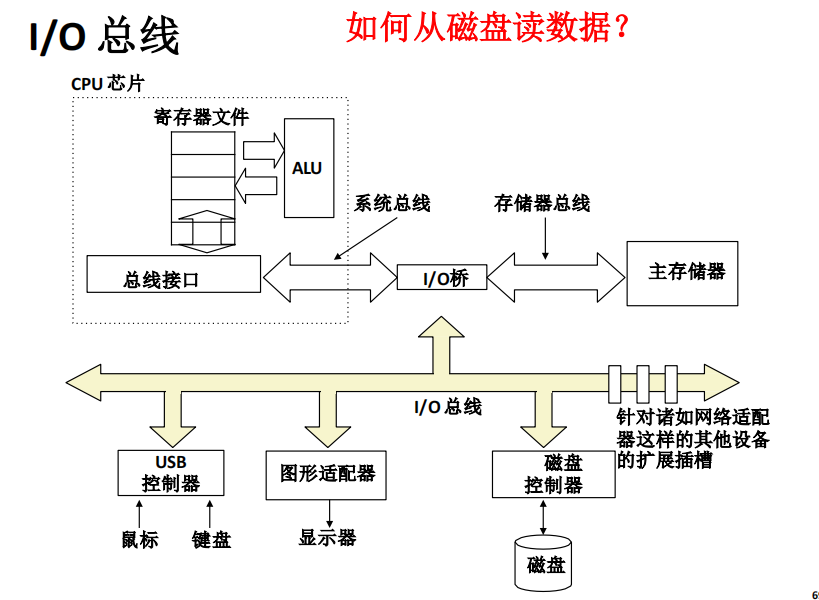 I/O 总线
如何从磁盘读数据?
CPU 芯片
寄存器文件
ALU
系统总线
存储器总线
总线接口
I/O桥
主存储器
I/O 总线
针对诸如网络适配
器这样的其他设备
的扩展插槽
USB
控制器
图形适配器
磁盘
控制器
鼠标
键盘
显示器
磁盘